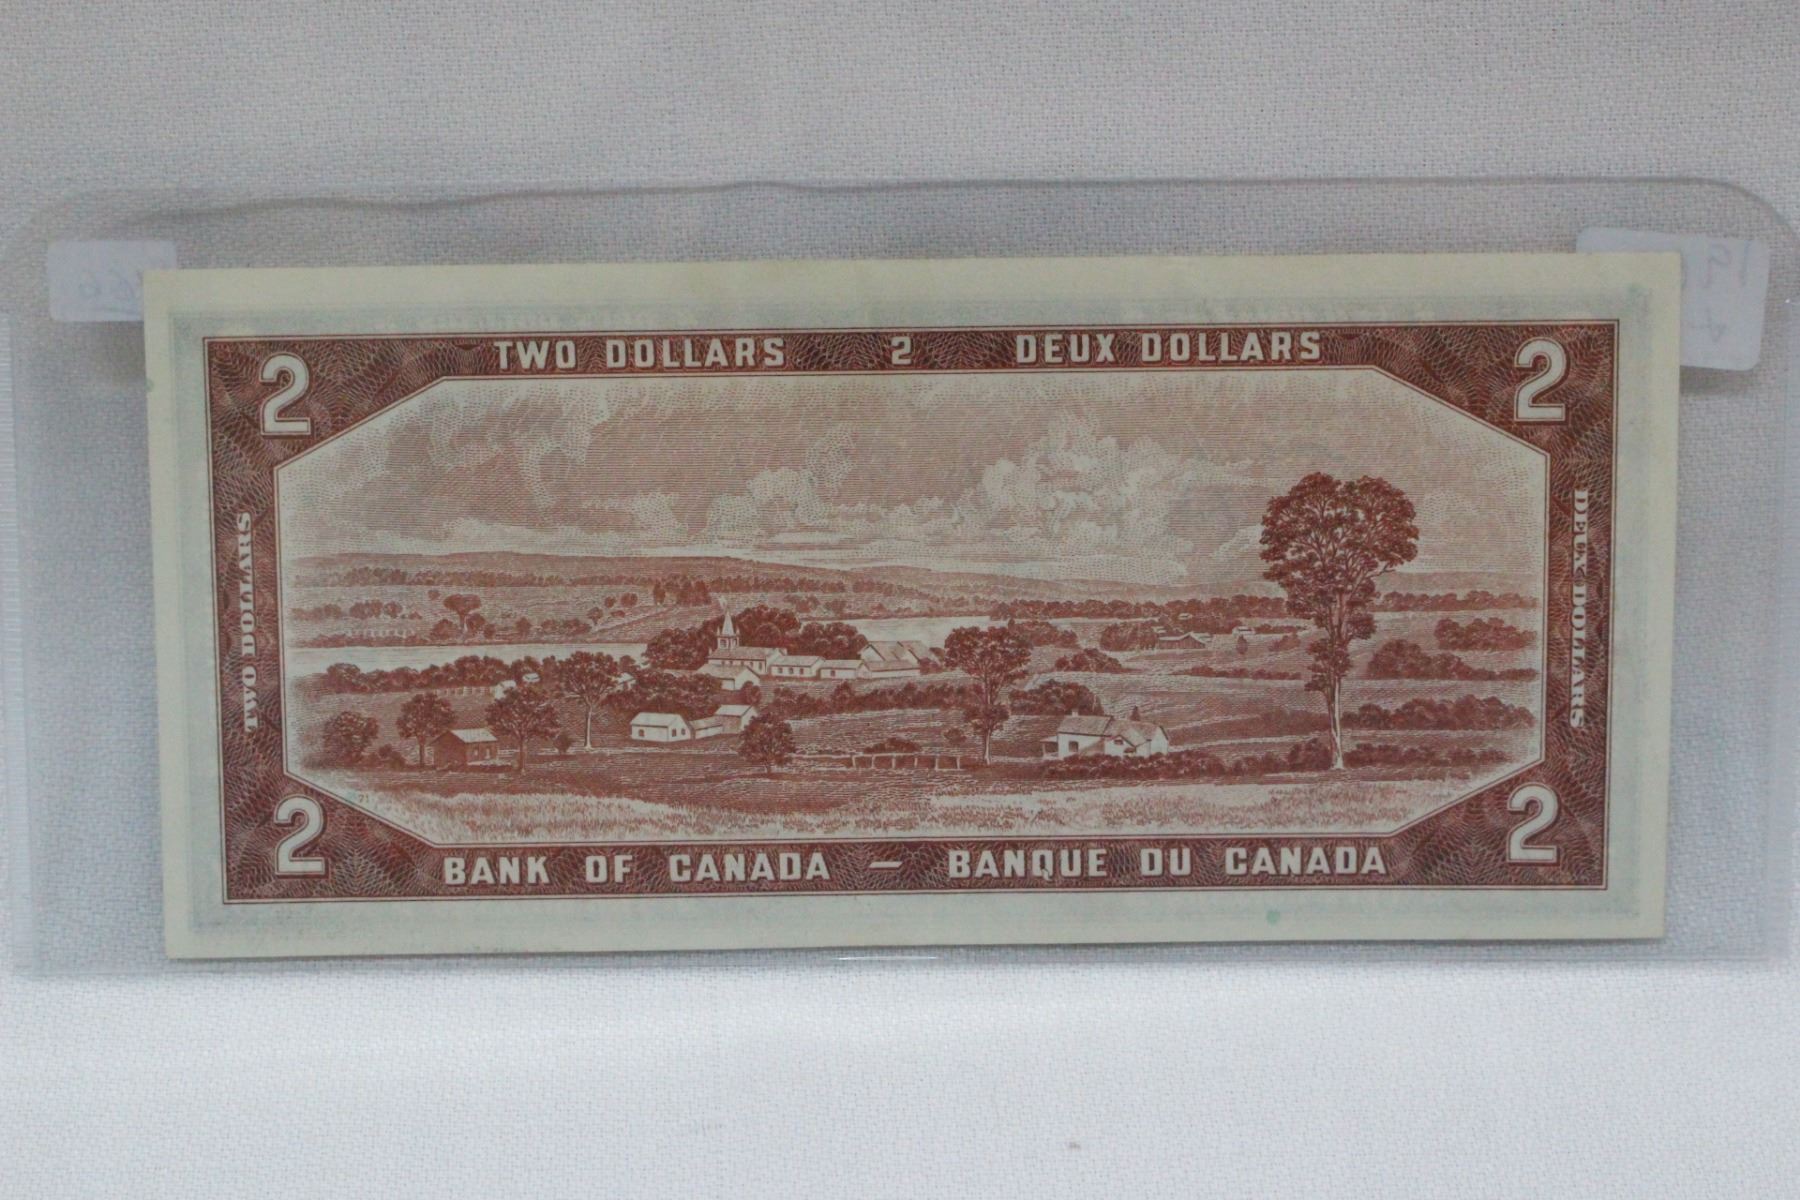 TWO DOLLARS 2 DEUX DOLLARS
2 2
TWO DOLLARS
DEUX DOLLARS
2 2
BANK OF CANADA — BANQUE DU CANADA